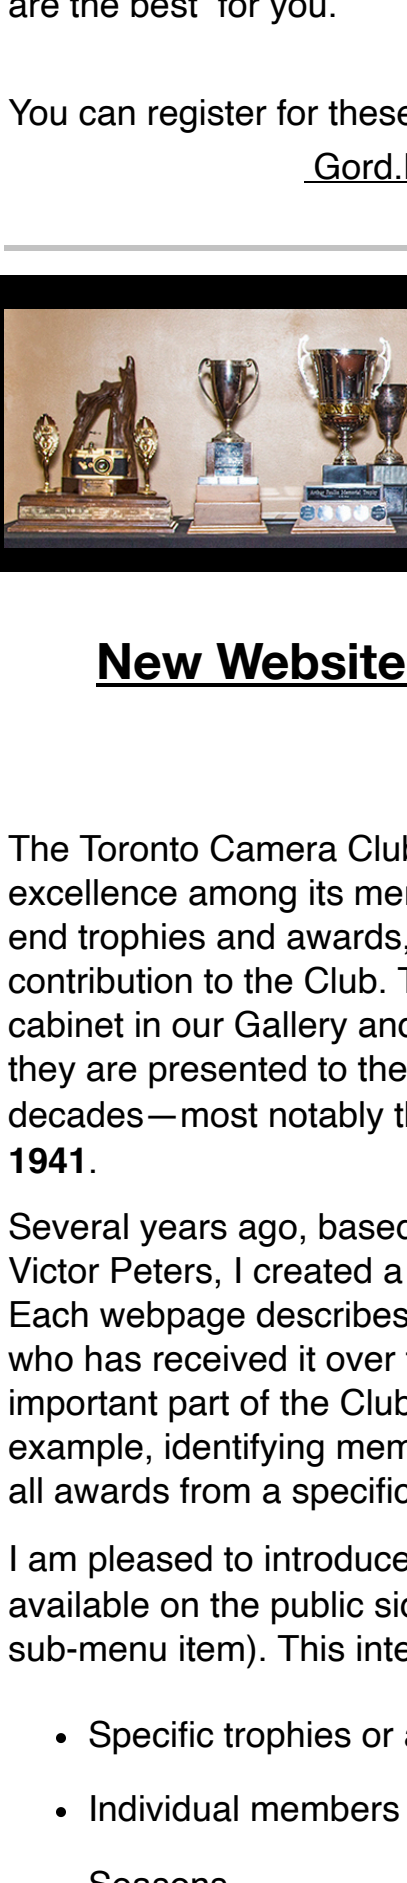 are the best for you.
You can register for these
Gord.
New Website
The Toronto Camera Club
excellence among its me
end trophies and awards,
contribution to the Club. T
cabinet in our Gallery and
they are presented to the
decades—most notably t
1941.
Several years ago, based
Victor Peters, I created a
Each webpage describes
who has received it over
important part of the Club
example, identifying mem
all awards from a specific
I am pleased to introduce
available on the public si
sub-menu item). This inte
• Specific trophies or
• Individual members
Seasons